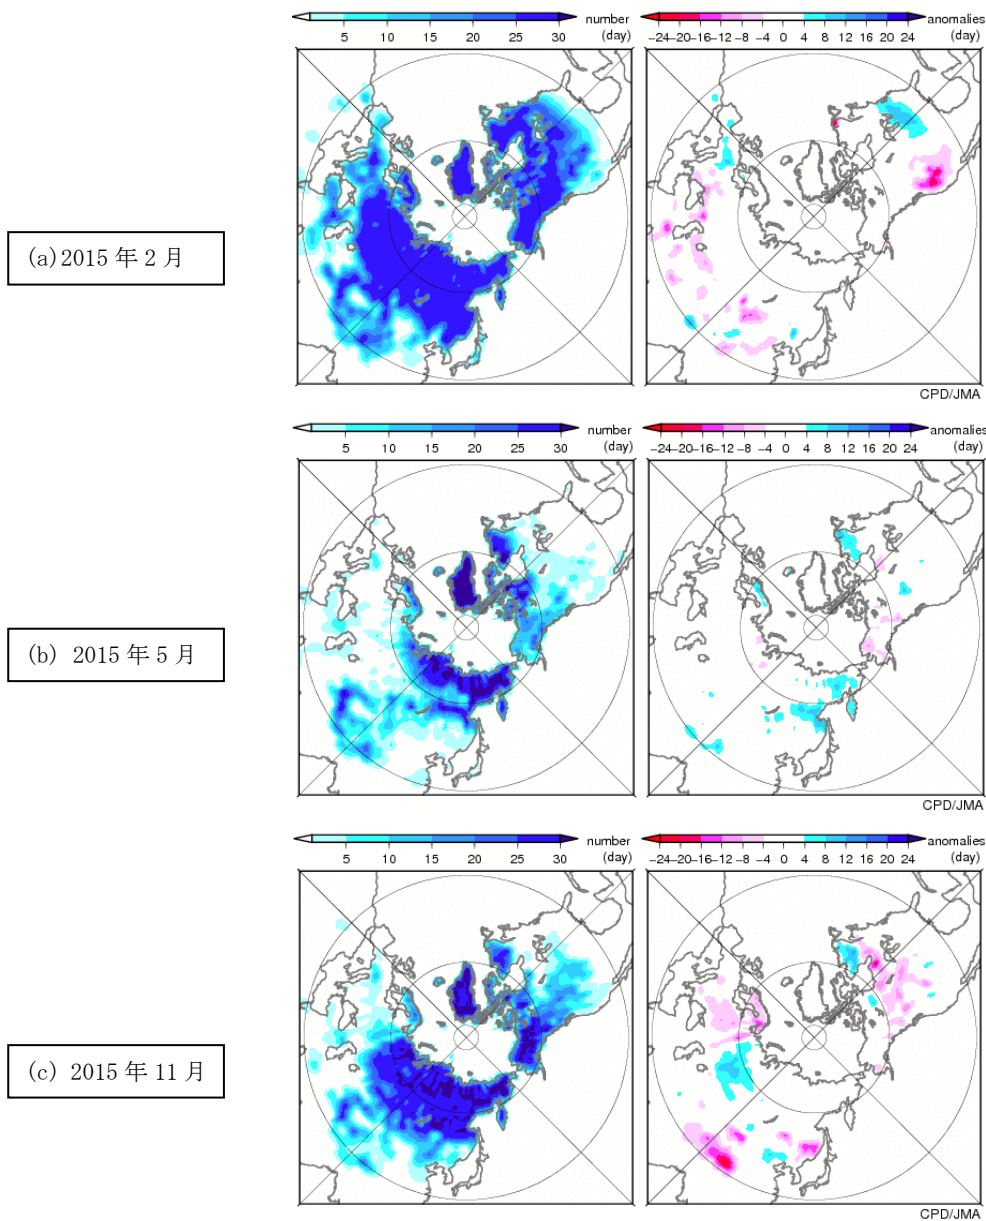 number
5 10 15 20 25 30 (day)
anomalies
−24−20−16−12−8 −4 0 4 8 12 16 20 24 (day)
(a)2015 年 2 月
CPD/JMA
number
5 10 15 20 25 30 (day)
anomalies
−24−20−16−12−8 −4 0 4 8 12 16 20 24 (day)
(b) 2015 年 5 月
CPD/JMA
number
5 10 15 20 25 30 (day)
anomalies
−24−20−16−12−8 −4 0 4 8 12 16 20 24 (day)
(c) 2015 年 11 月
CPD/JMA